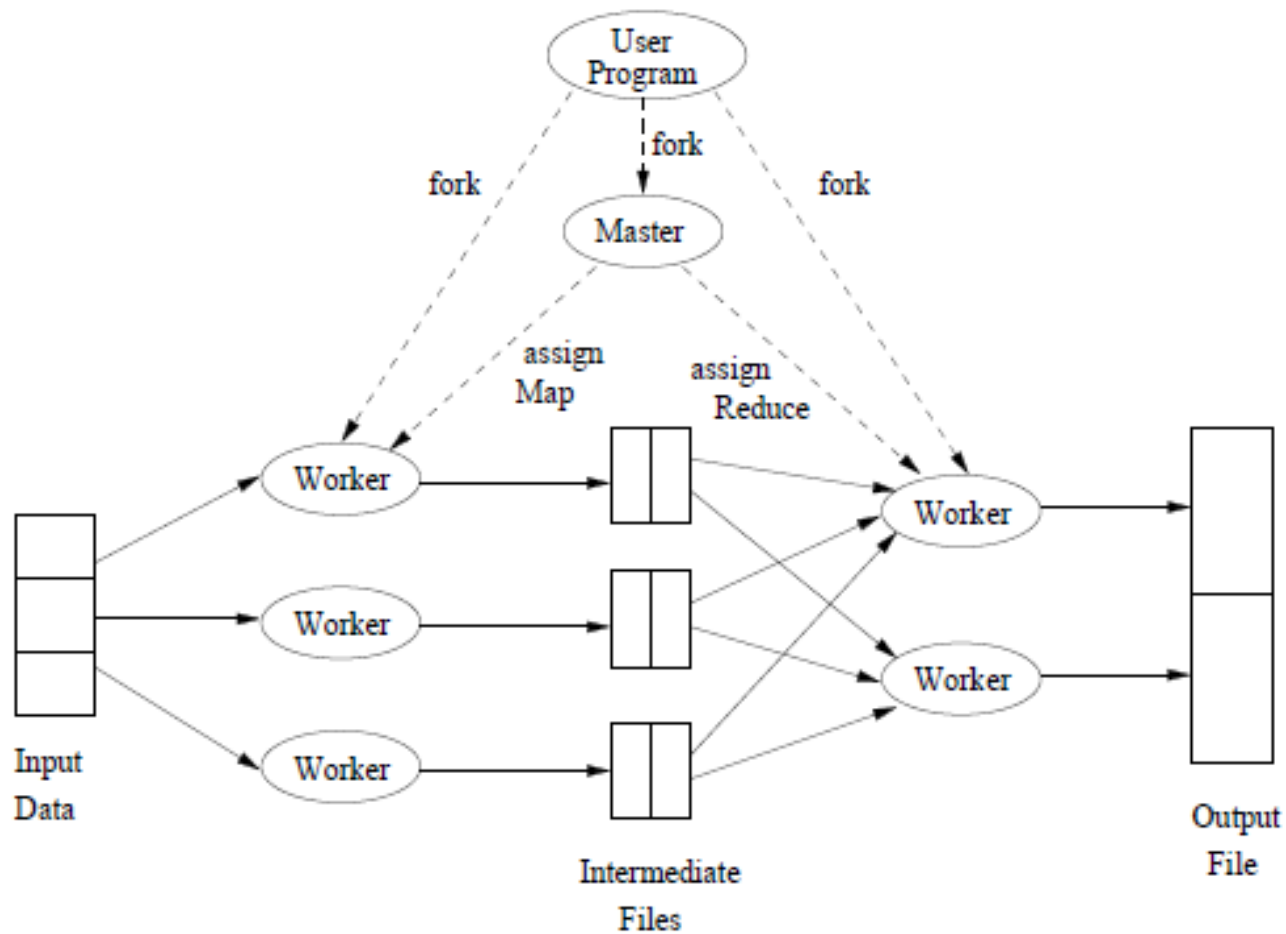 User
Program
fork
fork
fork
Master
assign
Map
assign
Reduce
Worker
Worker
Worker
Worker
Worker
Input
Data
Intermediate
Files
Output
File